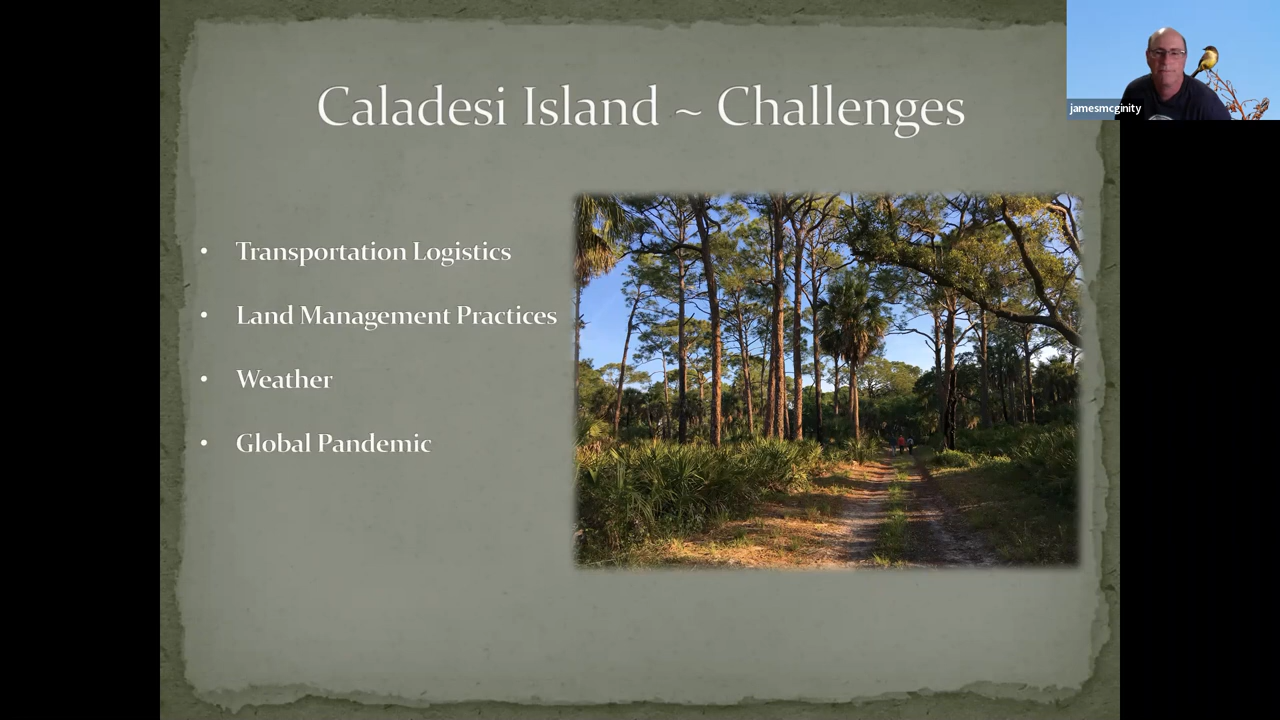 Caladesi Island ~ Challenges
jamesmcginity
• Transportation Logistics
• Land Management Practices
• Weather
• Global Pandemic